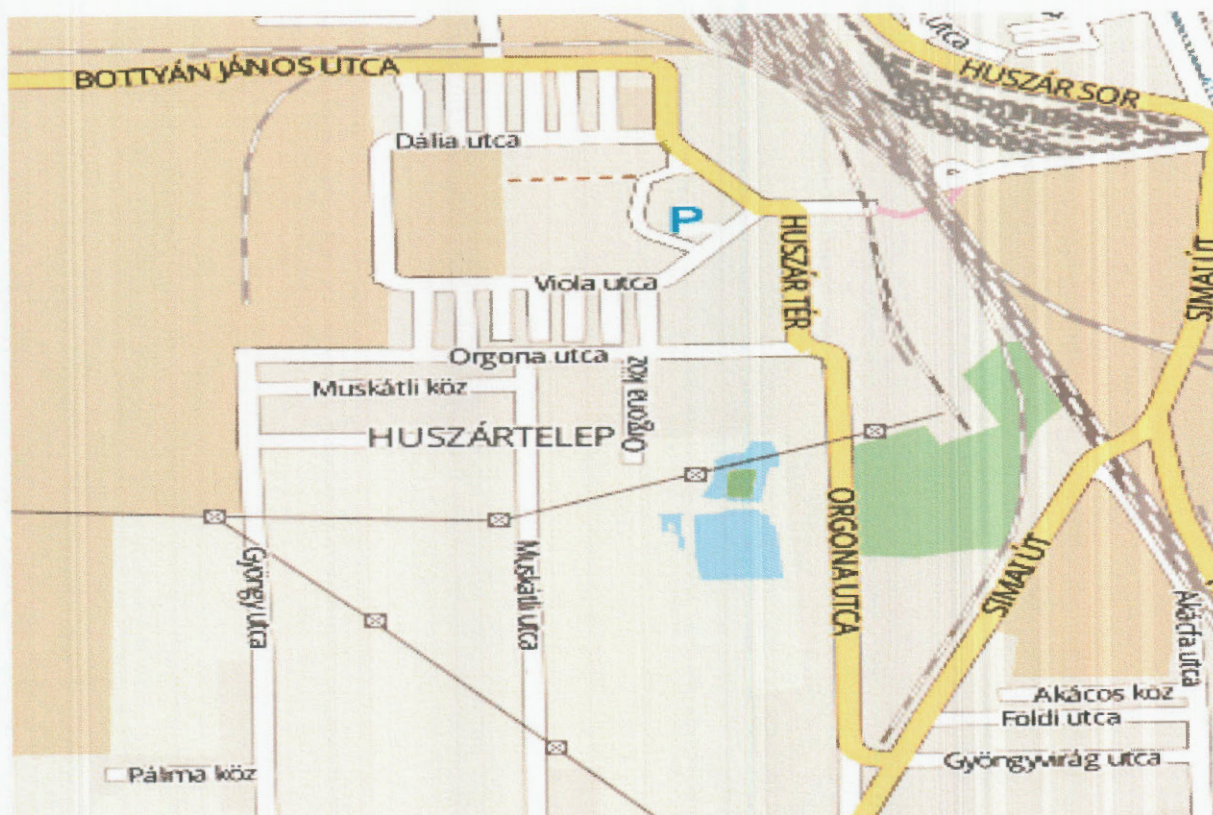 utca
HUSZÁR SOR
BOTTYÁN JÁNOS UTCA
Dália utca
P
HUSZÁR TÉR
SIMAI ÚT
Viola utca
Orgona utca
Muskátli köz
Orgona köz
HUSZÁRTELEP
ORGONA UTCA
SIMAI ÚT
Gyöngy utca
Muskátli utca
Akácfa utca
Akácos köz
Földi utca
Gyöngyvirág utca
Pálma köz